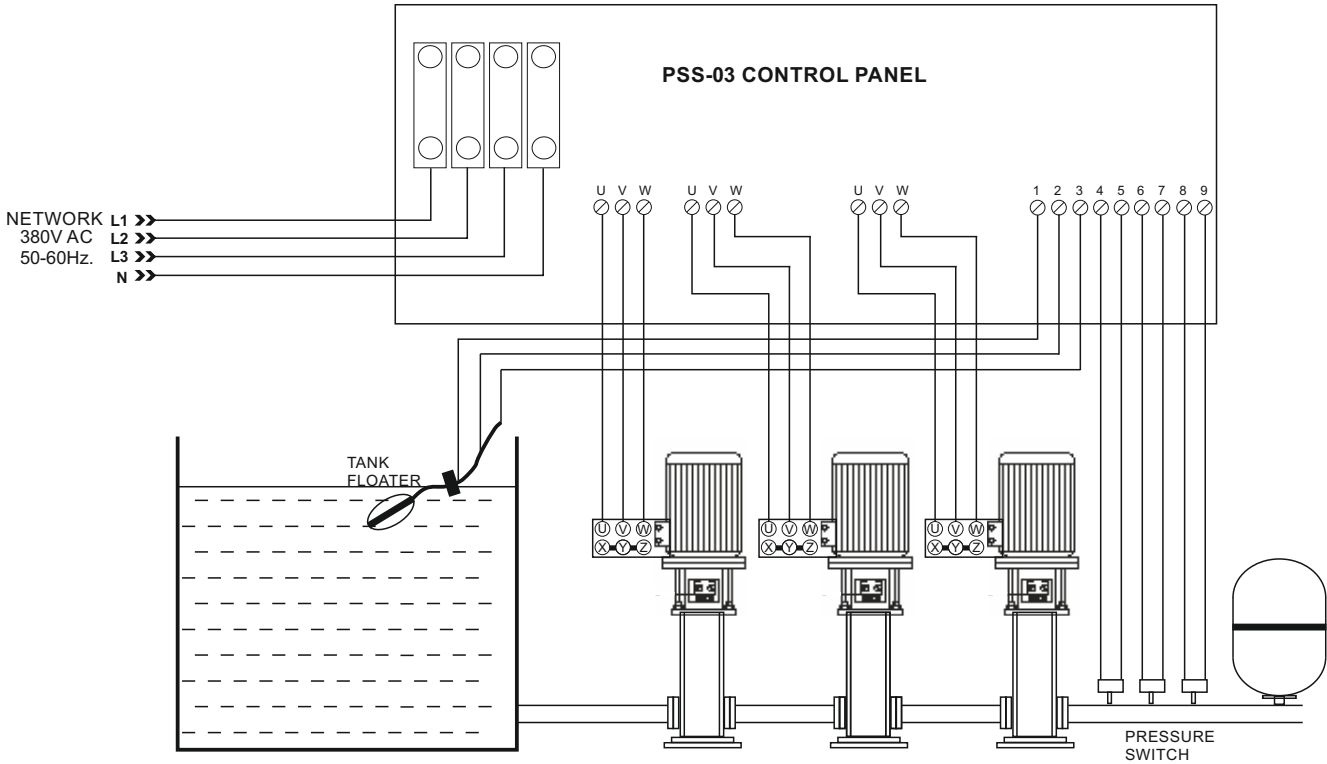 PSS-03 CONTROL PANEL
U V W U V W U V W 1 2 3 4 5 6 7 8 9
NETWORK L1
380V AC L2
50-60Hz. L3
N
TANK
FLOATER
U V W U V W U V W
X Y Z X Y Z X Y Z
PRESSURE
SWITCH